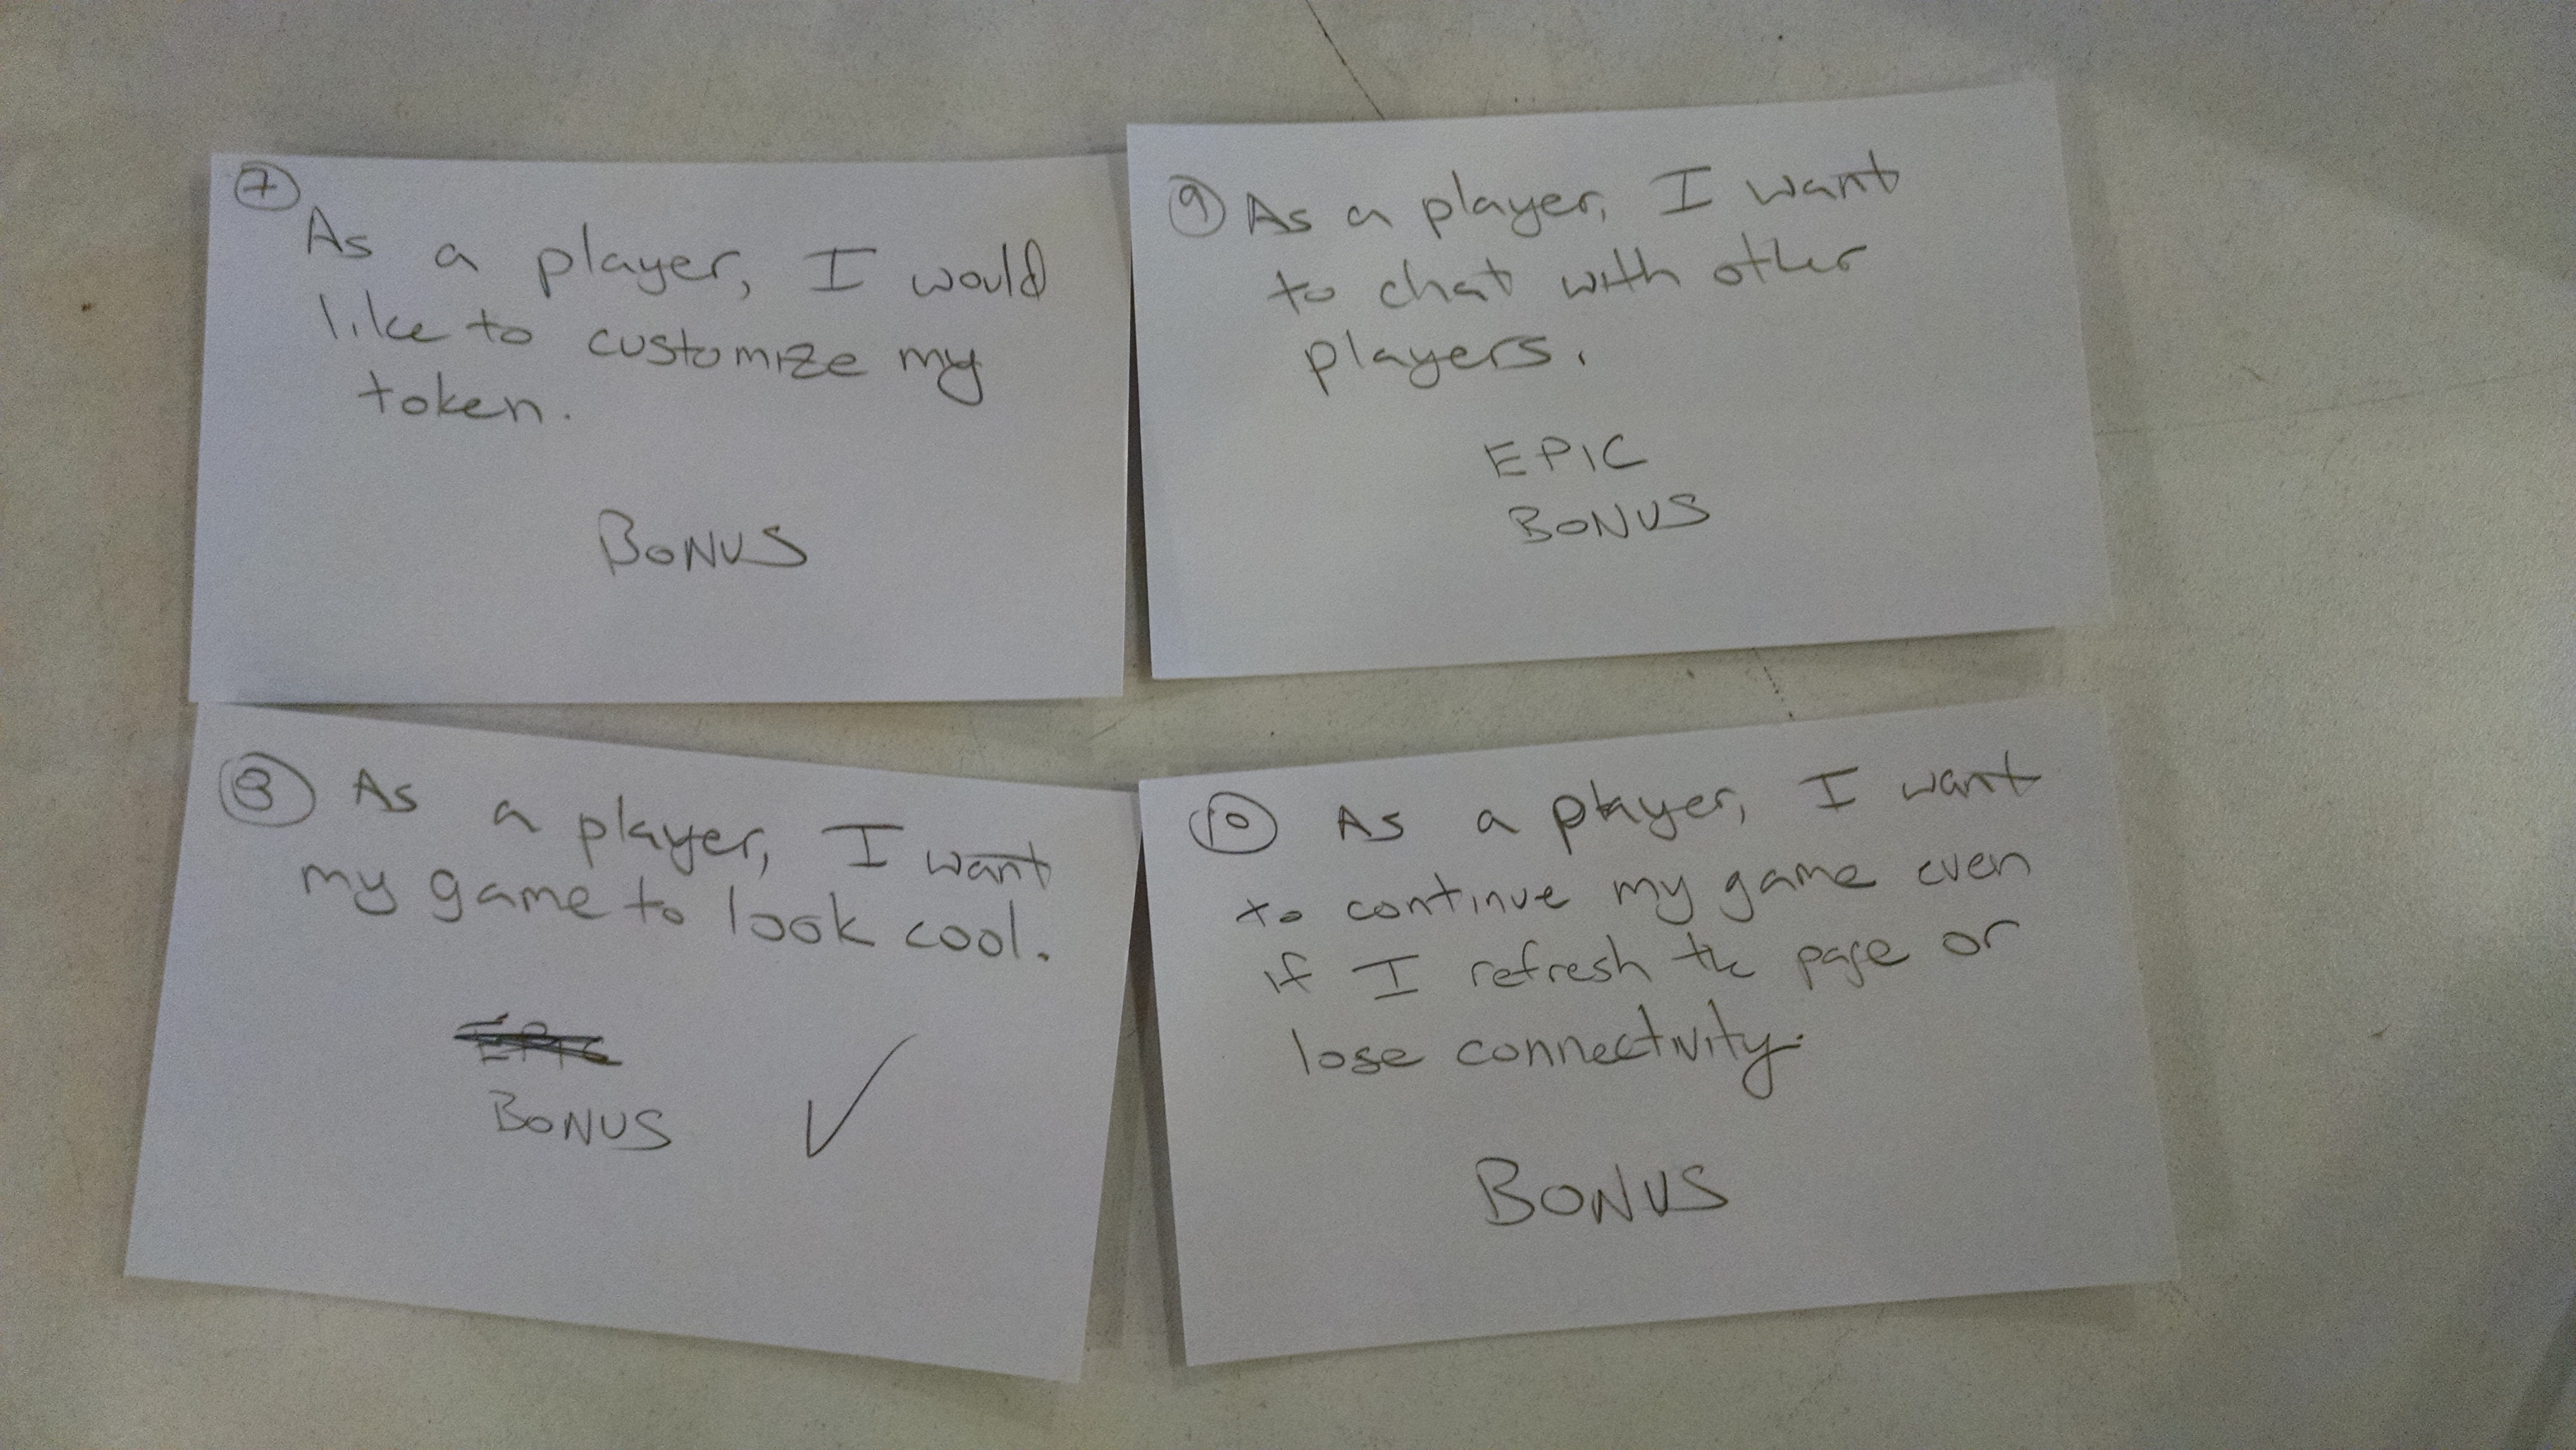 7
As a player, I would
like to customize my
token.
BONUS
9 As a player, I want
to chat with other
players.
EPIC
BONUS
8 As a player, I want
my game to look cool.
EPIC
BONUS ✓
10 As a player, I want
to continue my game even
if I refresh the page or
lose connectivity.
BONUS